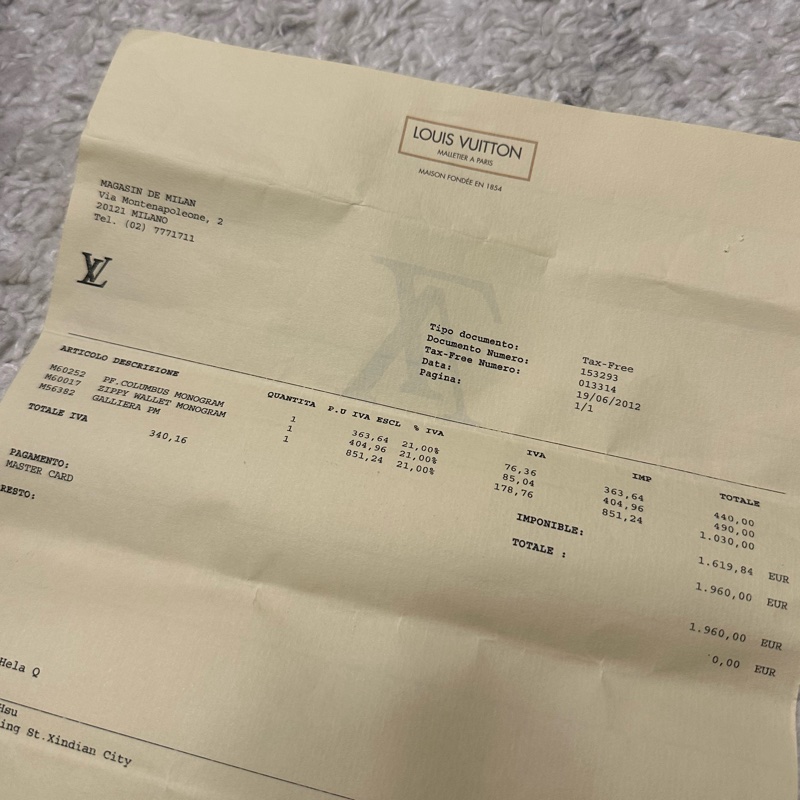 LOUIS VUITTON
MALLETIER A PARIS
MAISON FONDÉE EN 1854
MAGASIN DE MILAN
Via Montenapoleone, 2
20121 MILANO
Tel. (02) 7771711
LV
Tipo documento: Tax-Free
Documento Numero: 153293
Tax-Free Numero: 013314
Data: 19/06/2012
Pagina: 1/1
ARTICOLO DESCRIZIONE QUANTITA P.U IVA ESCL % IVA IVA IMP TOTALE
M60252 PF.COLUMBUS MONOGRAM 1 363,64 21,00% 76,36 363,64 440,00
M60017 ZIPPY WALLET MONOGRAM 1 404,96 21,00% 85,04 404,96 490,00
M56382 GALLIERA PM 1 851,24 21,00% 178,76 851,24 1.030,00
TOTALE IVA 340,16 IMPONIBILE: 1.619,84 EUR
TOTALE : 1.960,00 EUR
PAGAMENTO:
MASTER CARD 1.960,00 EUR
RESTO: 0,00 EUR
Hela Q
Hsu
ing St.Xindian City